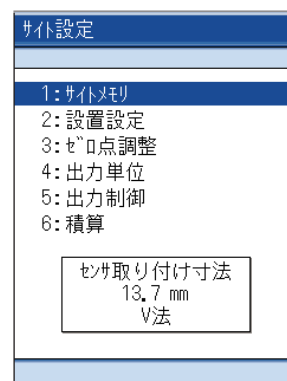 ｻｲﾄ設定
1:ｻｲﾄﾒﾓﾘ
2:設置設定
3:ｾﾞﾛ点調整
4:出力単位
5:出力制御
6:積算
ｾﾝｻ取り付け寸法
13.7 mm
V法